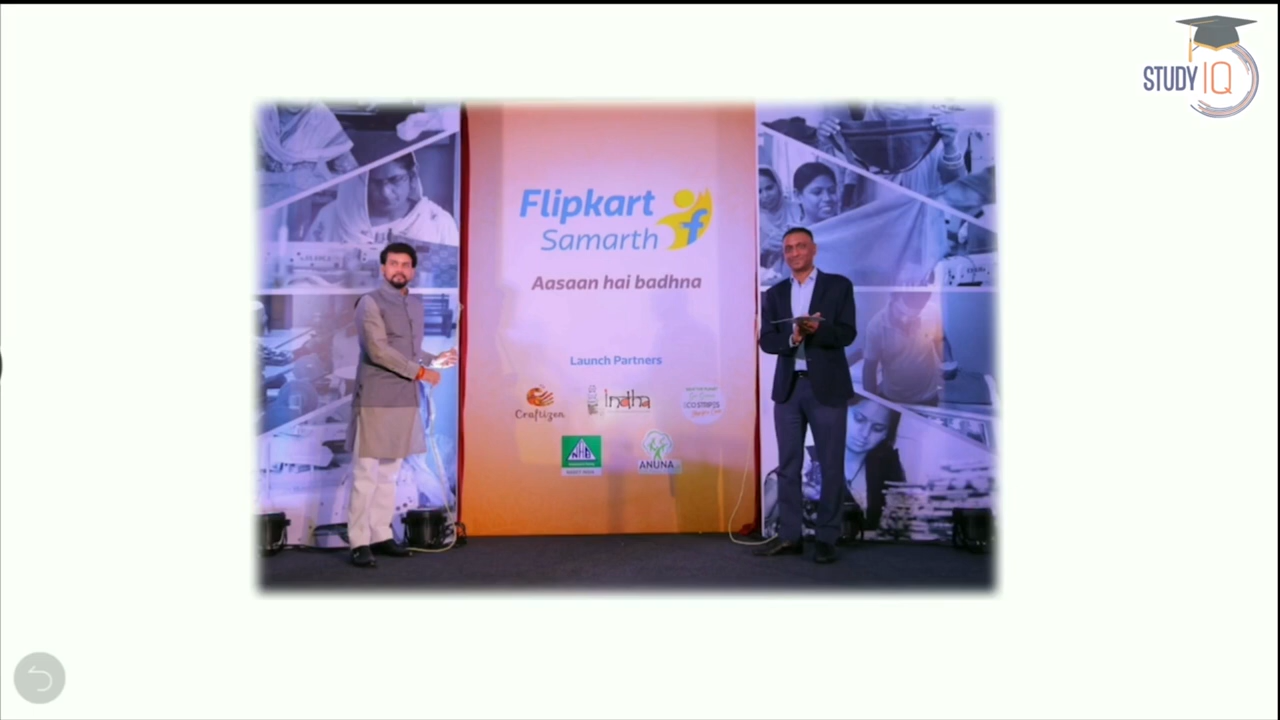 STUDY IQ
Flipkart
Samarth
Aasaan hai badhna
Launch Partners
Craftizen
Indha
ANUNA